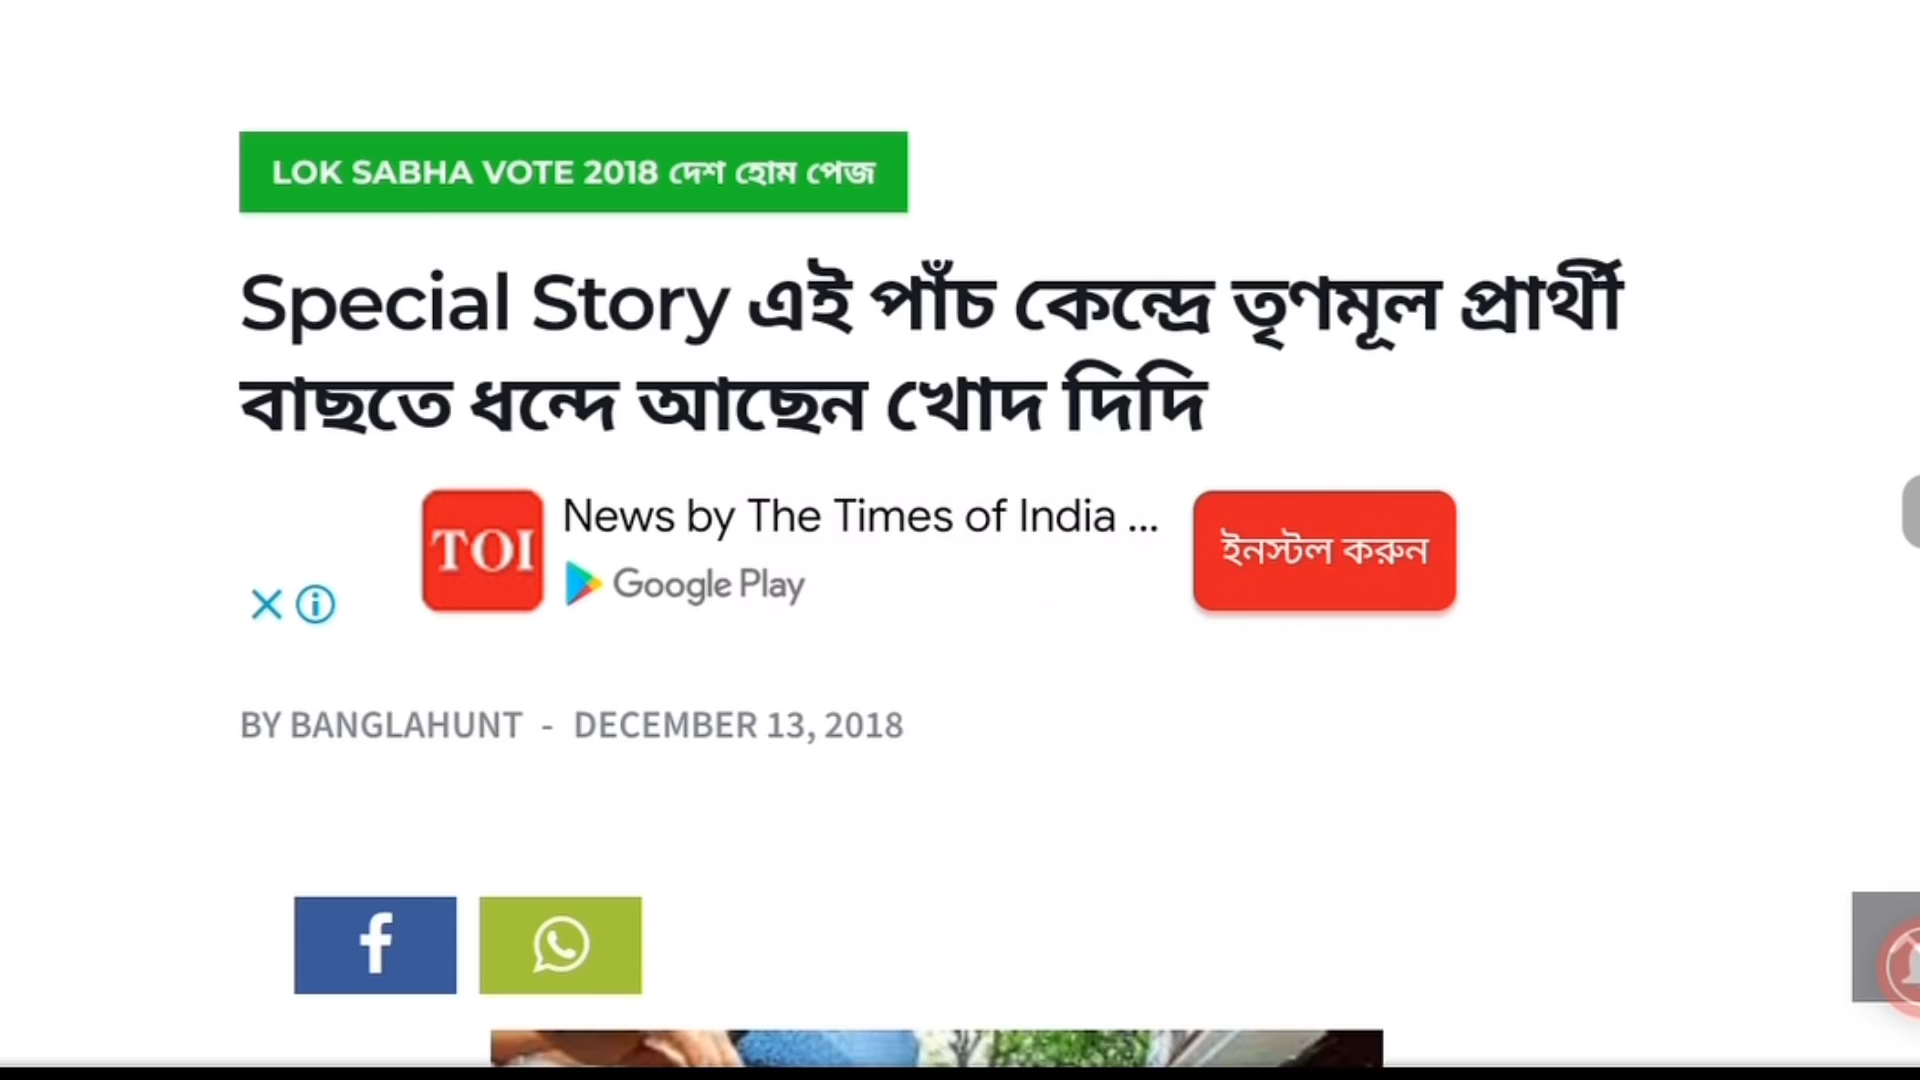 LOK SABHA VOTE 2018 দেশ হোম পেজ
Special Story এই পাঁচ কেন্দ্রে তৃণমূল প্রার্থী
বাছতে ধন্দে আছেন খোদ দিদি
TOI
News by The Times of India ...
Google Play
ইনস্টল করুন
BY BANGLAHUNT - DECEMBER 13, 2018